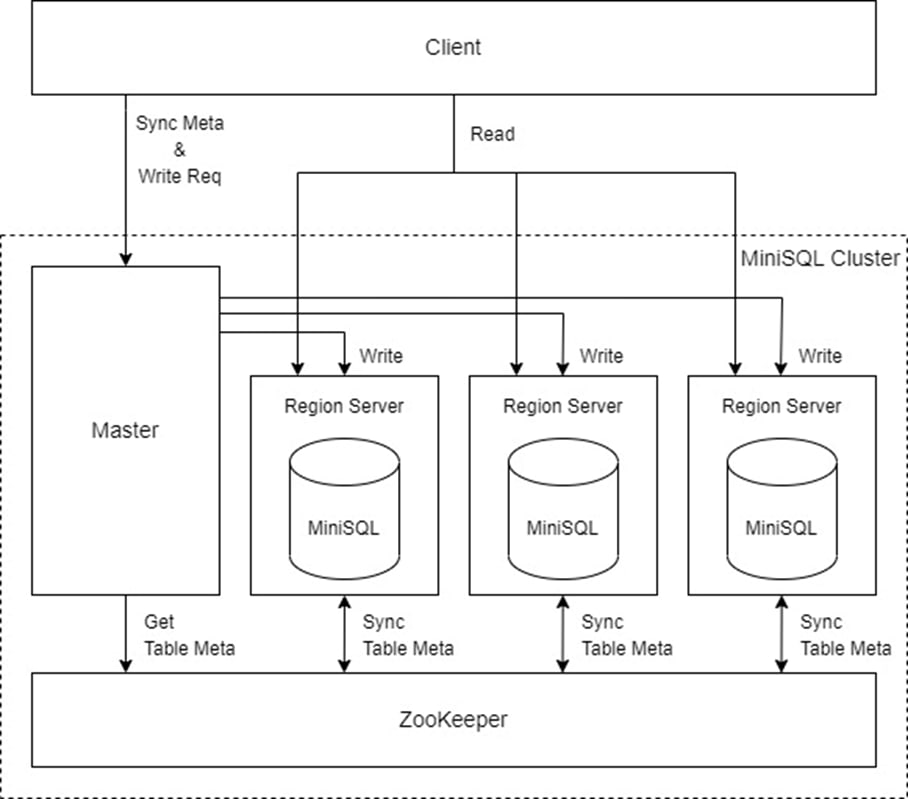 Client
Sync Meta
&
Write Req
Read
MiniSQL Cluster
Master
Write
Write
Write
Region Server
Region Server
Region Server
MiniSQL
MiniSQL
MiniSQL
Get
Table Meta
Sync
Table Meta
Sync
Table Meta
Sync
Table Meta
ZooKeeper